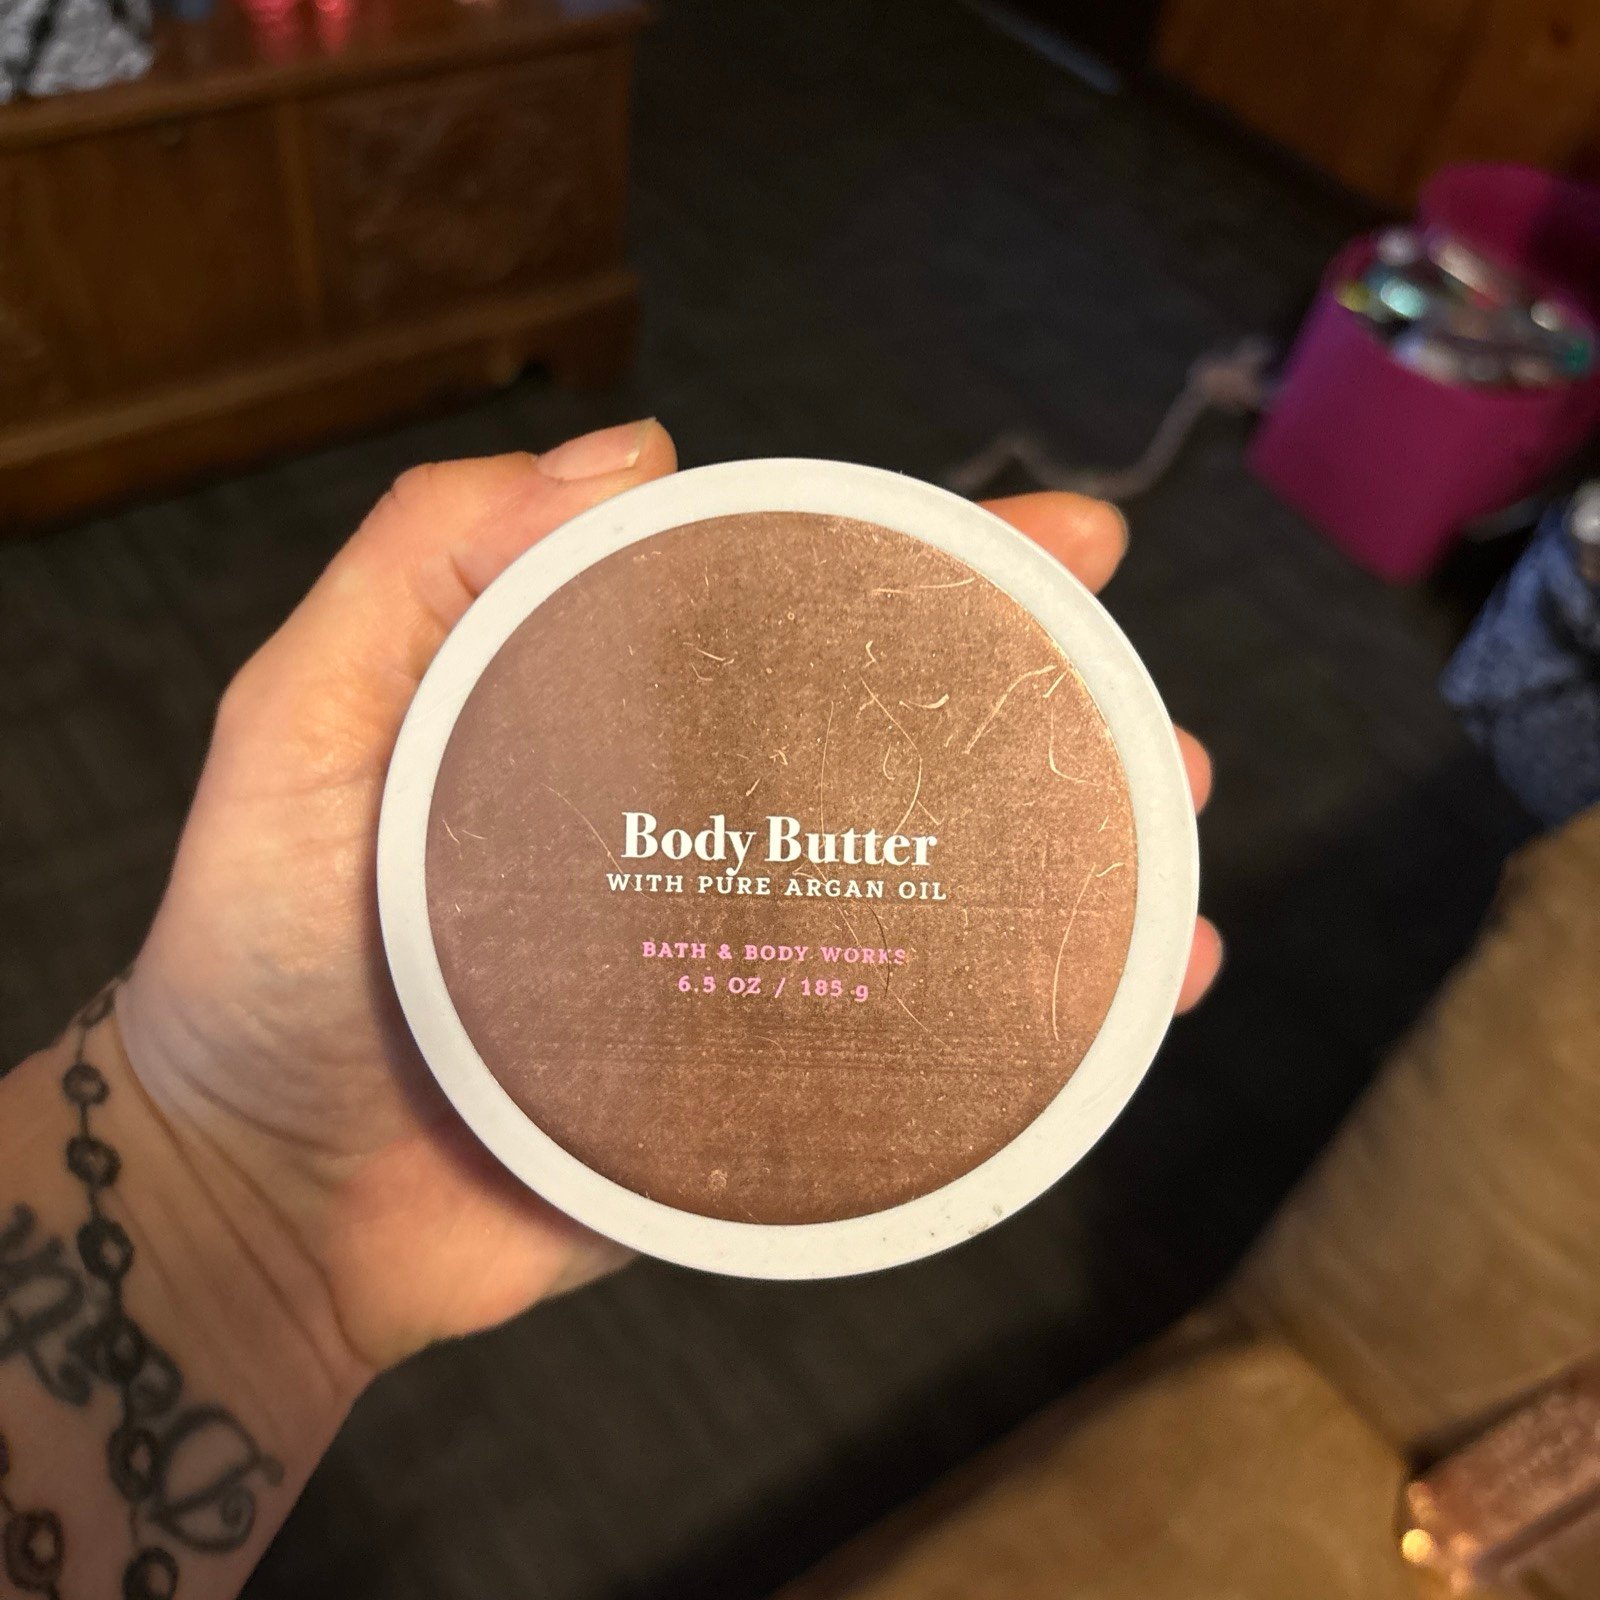 Body Butter
WITH PURE ARGAN OIL
BATH & BODY WORKS
6.5 OZ / 185 g